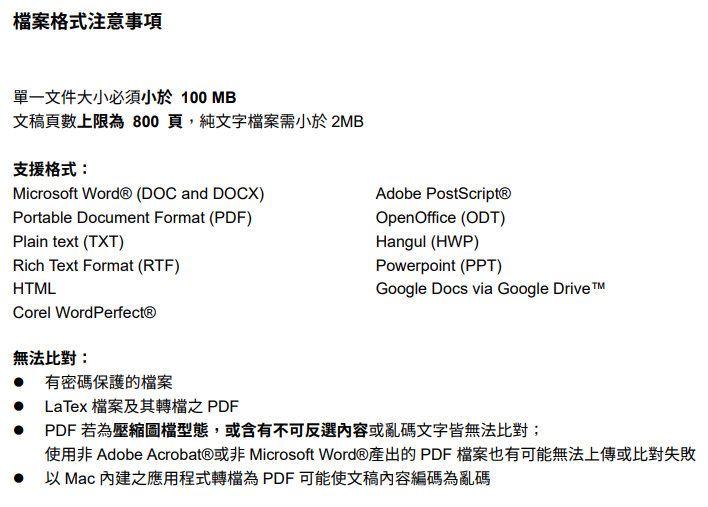 檔案格式注意事項
單一文件大小必須小於 100 MB
文稿頁數上限為 800 頁，純文字檔案需小於 2MB
支援格式：
Microsoft Word® (DOC and DOCX)
Portable Document Format (PDF)
Plain text (TXT)
Rich Text Format (RTF)
HTML
Corel WordPerfect®
Adobe PostScript®
OpenOffice (ODT)
Hangul (HWP)
Powerpoint (PPT)
Google Docs via Google Drive™
無法比對：
● 有密碼保護的檔案
● LaTex 檔案及其轉檔之 PDF
● PDF 若為壓縮圖檔型態，或含有不可反選內容或亂碼文字皆無法比對；
使用非 Adobe Acrobat®或非 Microsoft Word®產出的 PDF 檔案也有可能無法上傳或比對失敗
● 以 Mac 內建之應用程式轉檔為 PDF 可能使文稿內容編碼為亂碼